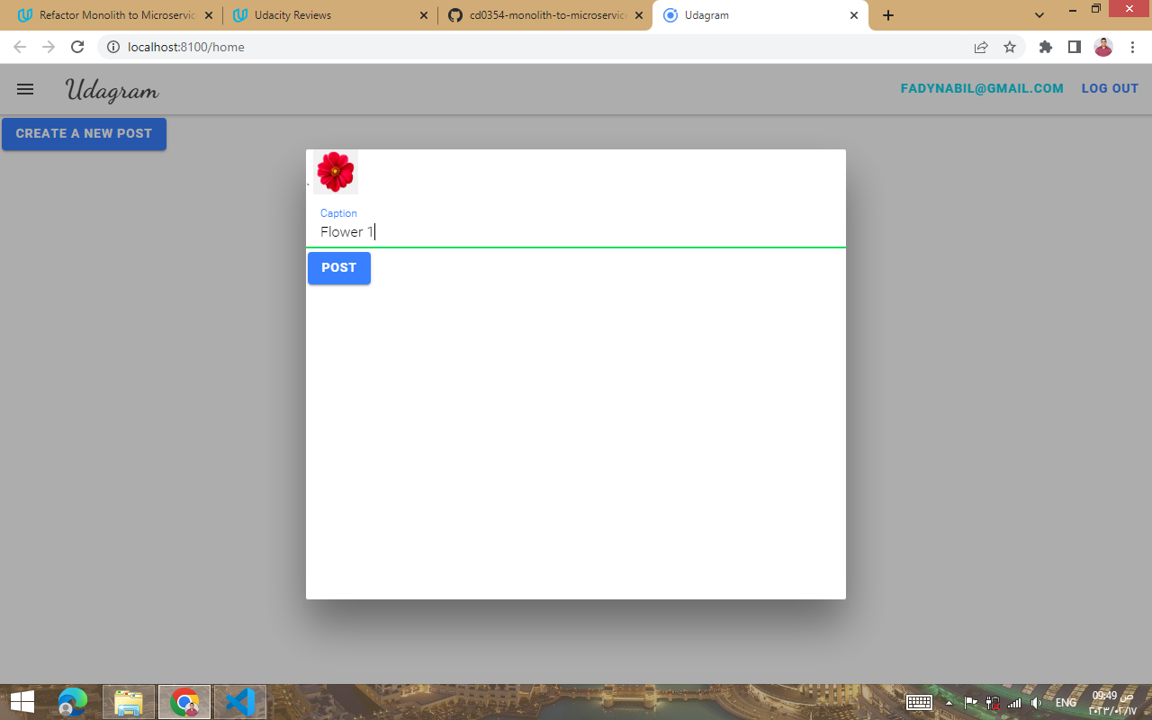 Refactor Monolith to Microservic
Udacity Reviews
cd0354-monolith-to-microservice
Udagram
localhost:8100/home
Udagram
FADYNABIL@GMAIL.COM
LOG OUT
CREATE A NEW POST
Caption
Flower 1
POST
ENG
09:49 ص
٢٠٢٣/٠٢/١٧